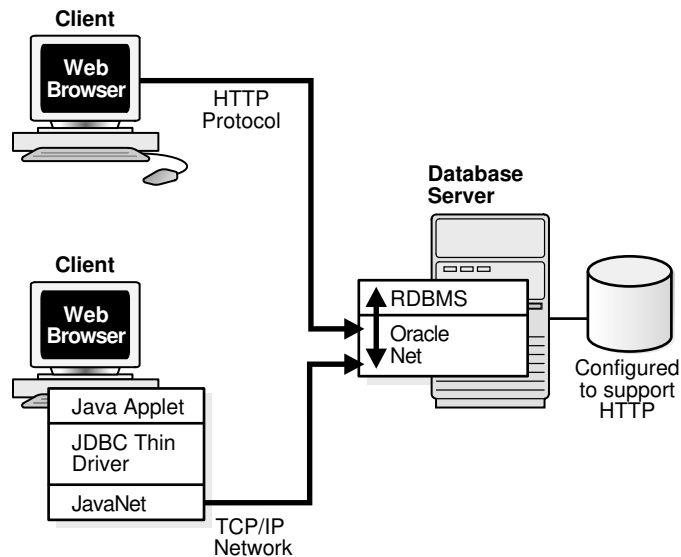 Client
Web
Browser
HTTP
Protocol
Database
Server
RDBMS
Oracle
Net
Configured
to support
HTTP
Client
Web
Browser
Java Applet
JDBC Thin
Driver
JavaNet
TCP/IP
Network